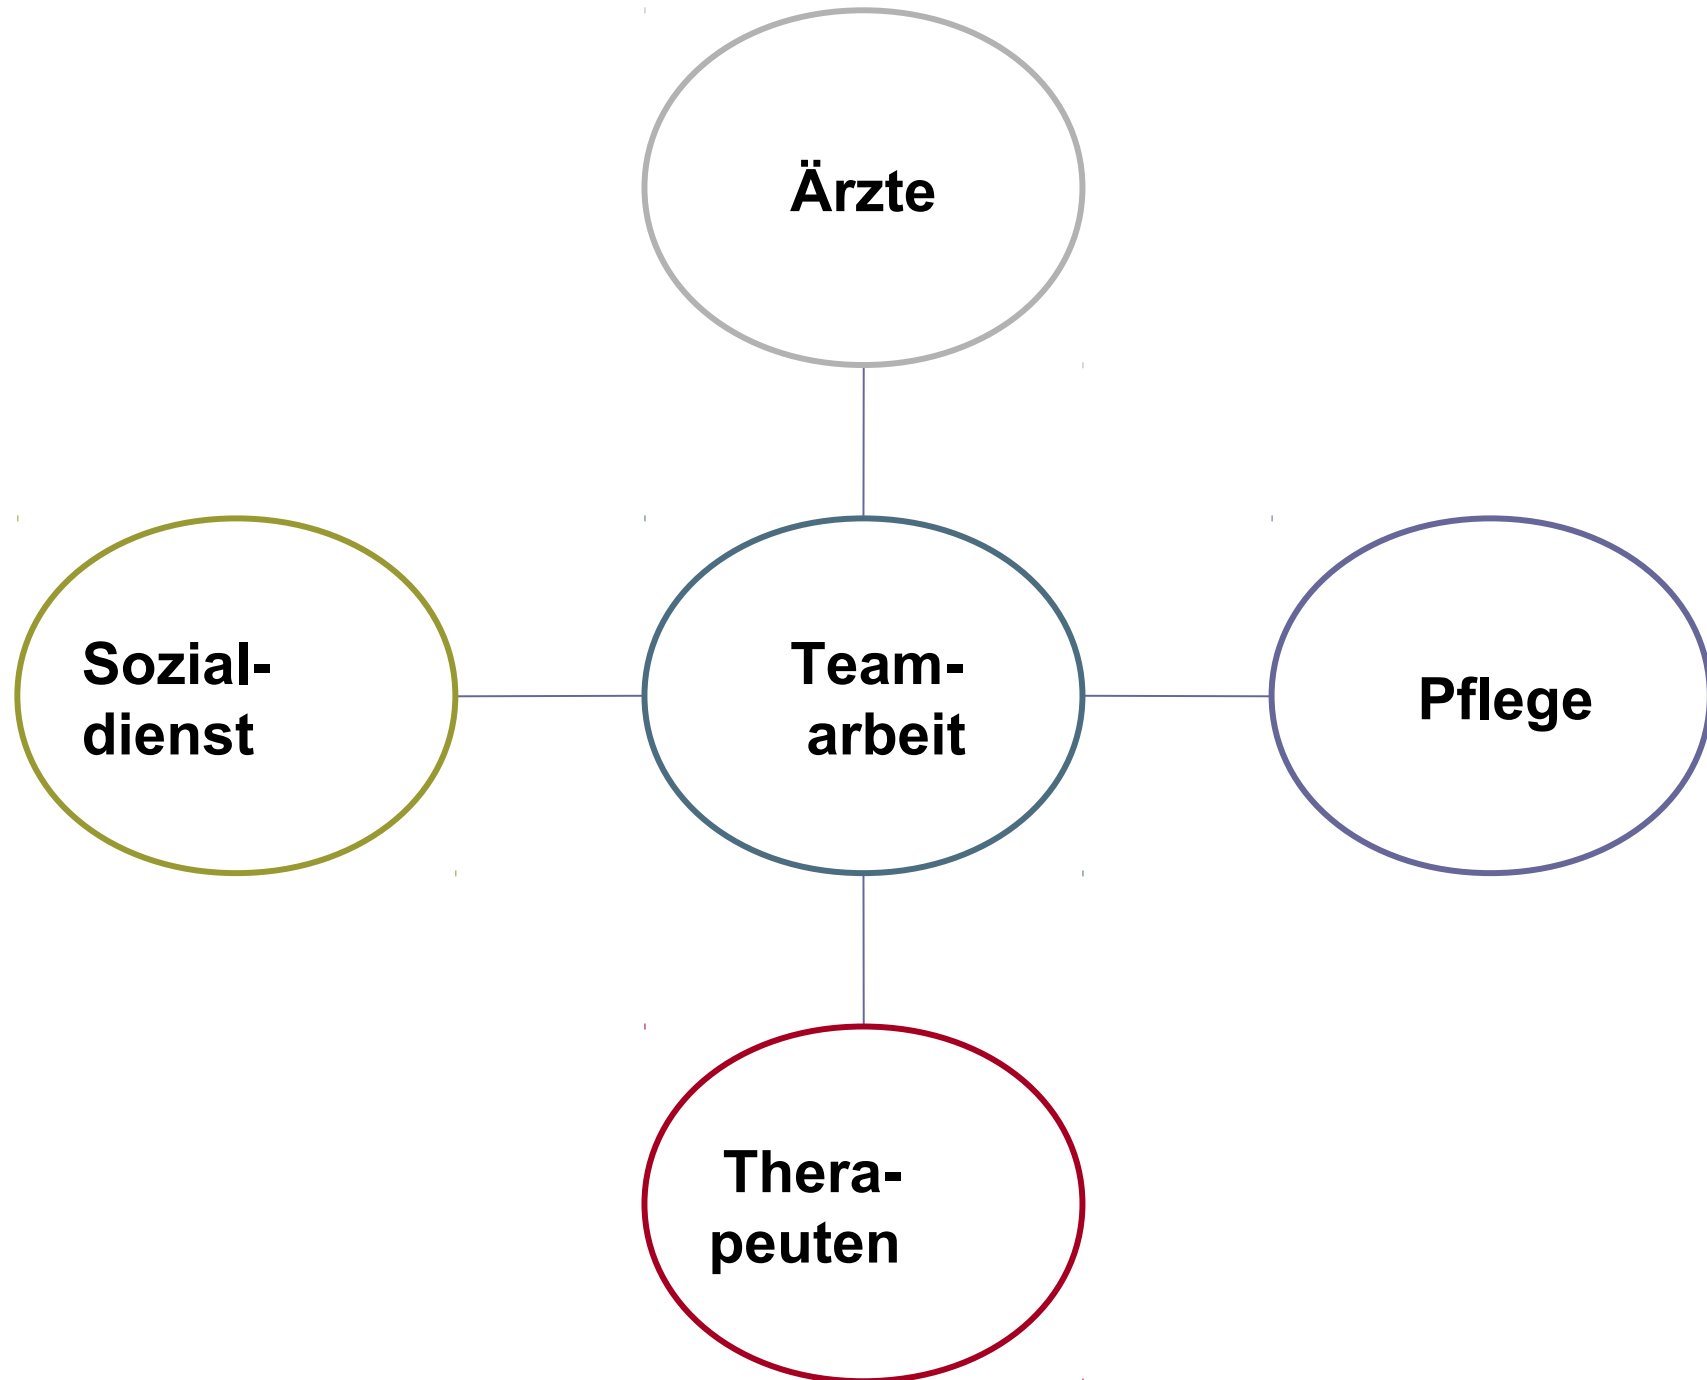 Ärzte
Sozial-
dienst
Team-
arbeit
Pflege
Thera-
peuten